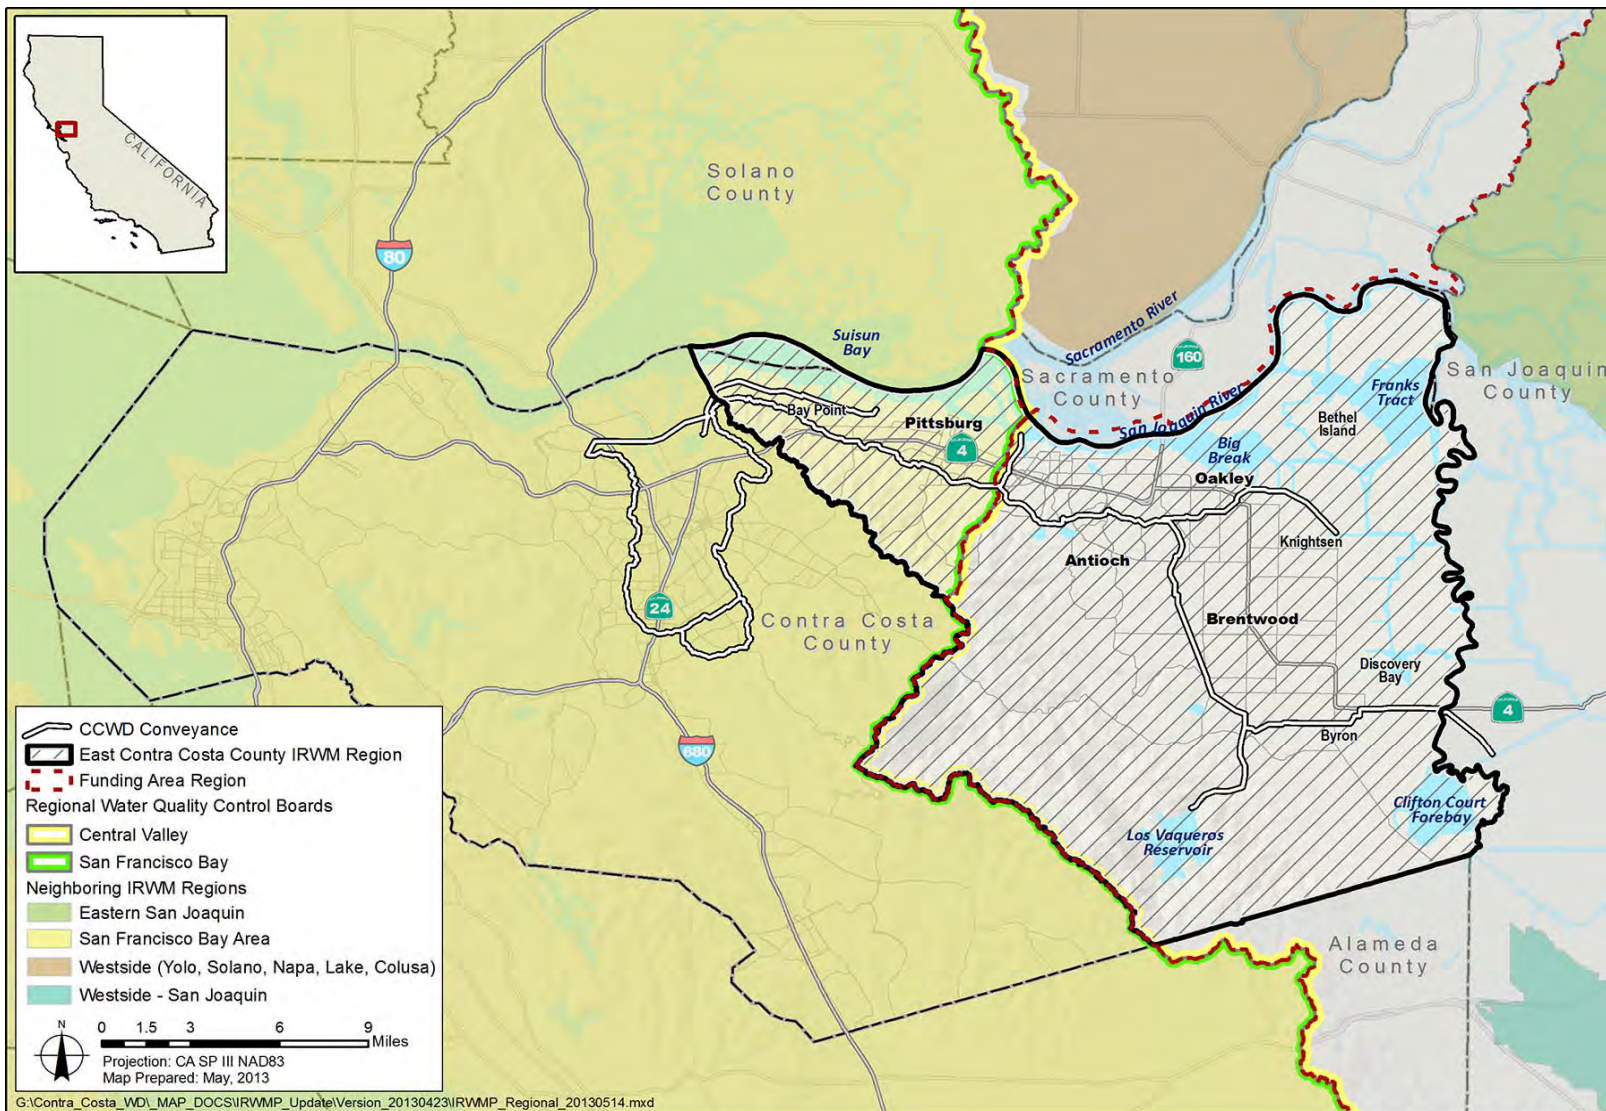 CALIFORNIA
Solano
County
80
Suisun
Bay
Sacramento River
160
Sacramento
County
San Joaquin River
San Joaquin
County
Franks
Tract
Bethel
Island
Bay Point
Pittsburg
4
Big
Break
Oakley
Knightsen
Antioch
24
Contra Costa
County
Brentwood
Discovery
Bay
4
Byron
680
Clifton Court
Forebay
Los Vaqueros
Reservoir
Alameda
County
CCWD Conveyance
East Contra Costa County IRWM Region
Funding Area Region
Regional Water Quality Control Boards
Central Valley
San Francisco Bay
Neighboring IRWM Regions
Eastern San Joaquin
San Francisco Bay Area
Westside (Yolo, Solano, Napa, Lake, Colusa)
Westside - San Joaquin
N
0 1.5 3 6 9
Miles
Projection: CA SP III NAD83
Map Prepared: May, 2013
G:\Contra_Costa_WD\_MAP_DOCS\IRWMP_Update\Version_20130423\IRWMP_Regional_20130514.mxd